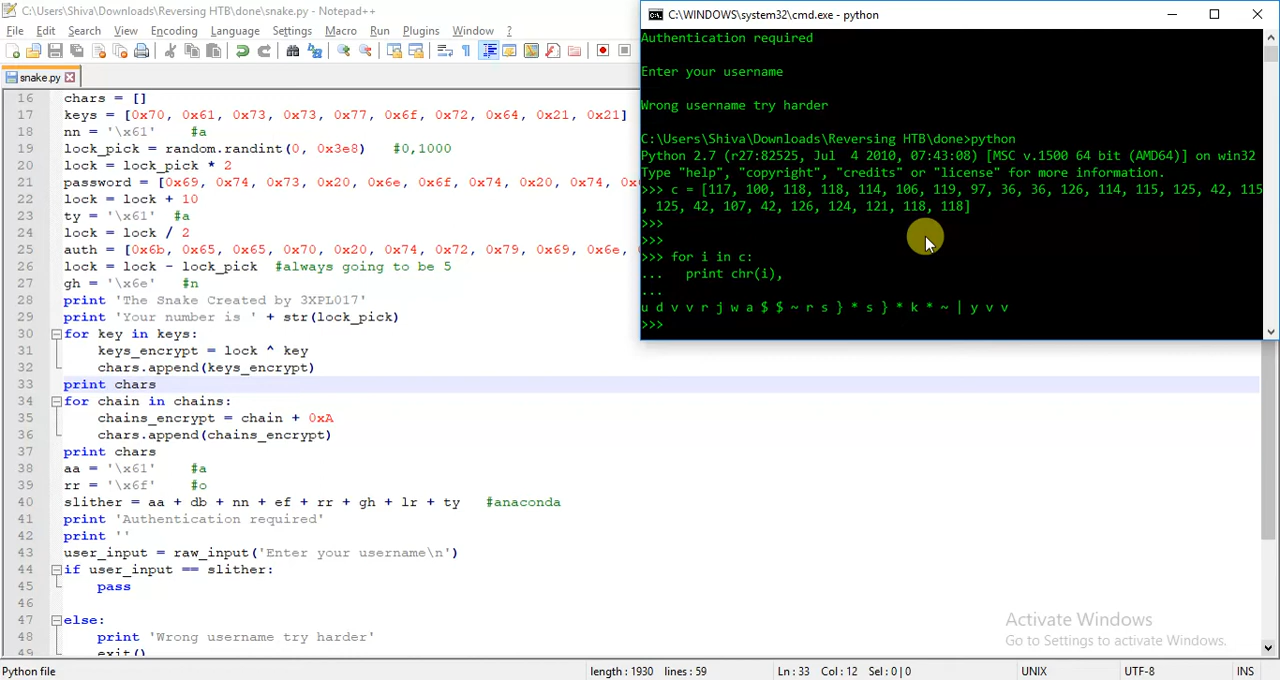 C:\Users\Shiva\Downloads\Reversing HTB\done\snake.py - Notepad++
File Edit Search View Encoding Language Settings Macro Run Plugins Window ?
snake.py
16 chars = []
17 keys = [0x70, 0x61, 0x73, 0x73, 0x77, 0x6f, 0x72, 0x64, 0x21, 0x21]
18 nn = '\x61' #a
19 lock_pick = random.randint(0, 0x3e8) #0,1000
20 lock = lock_pick * 2
21 password = [0x69, 0x74, 0x73, 0x20, 0x6e, 0x6f, 0x74, 0x20, 0x74, 0x
22 lock = lock + 10
23 ty = '\x61' #a
24 lock = lock / 2
25 auth = [0x6b, 0x65, 0x65, 0x70, 0x20, 0x74, 0x72, 0x79, 0x69, 0x6e,
26 lock = lock - lock_pick #always going to be 5
27 gh = '\x6e' #n
28 print 'The Snake Created by 3XPL017'
29 print 'Your number is ' + str(lock_pick)
30 for key in keys:
31 keys_encrypt = lock ^ key
32 chars.append(keys_encrypt)
33 print chars
34 for chain in chains:
35 chains_encrypt = chain + 0xA
36 chars.append(chains_encrypt)
37 print chars
38 aa = '\x61' #a
39 rr = '\x6f' #o
40 slither = aa + db + nn + ef + rr + gh + lr + ty #anaconda
41 print 'Authentication required'
42 print ''
43 user_input = raw_input('Enter your username\n')
44 if user_input == slither:
45 pass
46
47 else:
48 print 'Wrong username try harder'
49 exit()
Python file length : 1930 lines : 59 Ln : 33 Col : 12 Sel : 0 | 0 UNIX UTF-8 INS
C:\WINDOWS\system32\cmd.exe - python
Authentication required
Enter your username
Wrong username try harder
C:\Users\Shiva\Downloads\Reversing HTB\done>python
Python 2.7 (r27:82525, Jul 4 2010, 07:43:08) [MSC v.1500 64 bit (AMD64)] on win32
Type "help", "copyright", "credits" or "license" for more information.
>>> c = [117, 100, 118, 118, 114, 106, 119, 97, 36, 36, 126, 114, 115, 125, 42, 115
, 125, 42, 107, 42, 126, 124, 121, 118, 118]
>>>
>>>
>>> for i in c:
... print chr(i),
...
u d v v r j w a $ $ ~ r s } * s } * k * ~ | y v v
>>>
Activate Windows
Go to Settings to activate Windows.